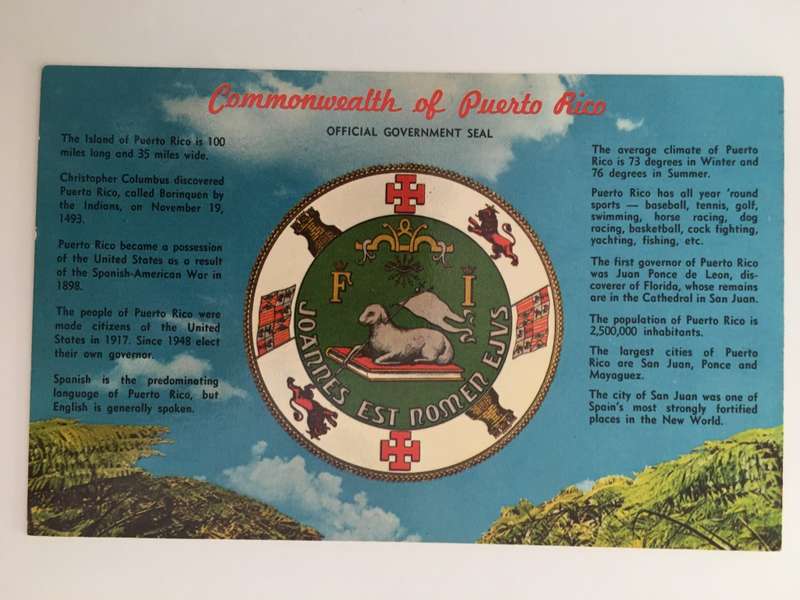 Commonwealth of Puerto Rico
OFFICIAL GOVERNMENT SEAL
The Island of Puerto Rico is 100
miles long and 35 miles wide.
Christopher Columbus discovered
Puerto Rico, called Borinquen by
the Indians, on November 19,
1493.
Puerto Rico became a possession
of the United States as a result
of the Spanish-American War in
1898.
The people of Puerto Rico were
made citizens of the United
States in 1917. Since 1948 elect
their own governor.
Spanish is the predominating
language of Puerto Rico, but
English is generally spoken.
F I
JOANNES EST NOMEN EJVS
The average climate of Puerto
Rico is 73 degrees in Winter and
76 degrees in Summer.
Puerto Rico has all year 'round
sports — baseball, tennis, golf,
swimming, horse racing, dog
racing, basketball, cock fighting,
yachting, fishing, etc.
The first governor of Puerto Rico
was Juan Ponce de Leon, dis-
coverer of Florida, whose remains
are in the Cathedral in San Juan.
The population of Puerto Rico is
2,500,000 inhabitants.
The largest cities of Puerto
Rico are San Juan, Ponce and
Mayaguez.
The city of San Juan was one of
Spain's most strongly fortified
places in the New World.